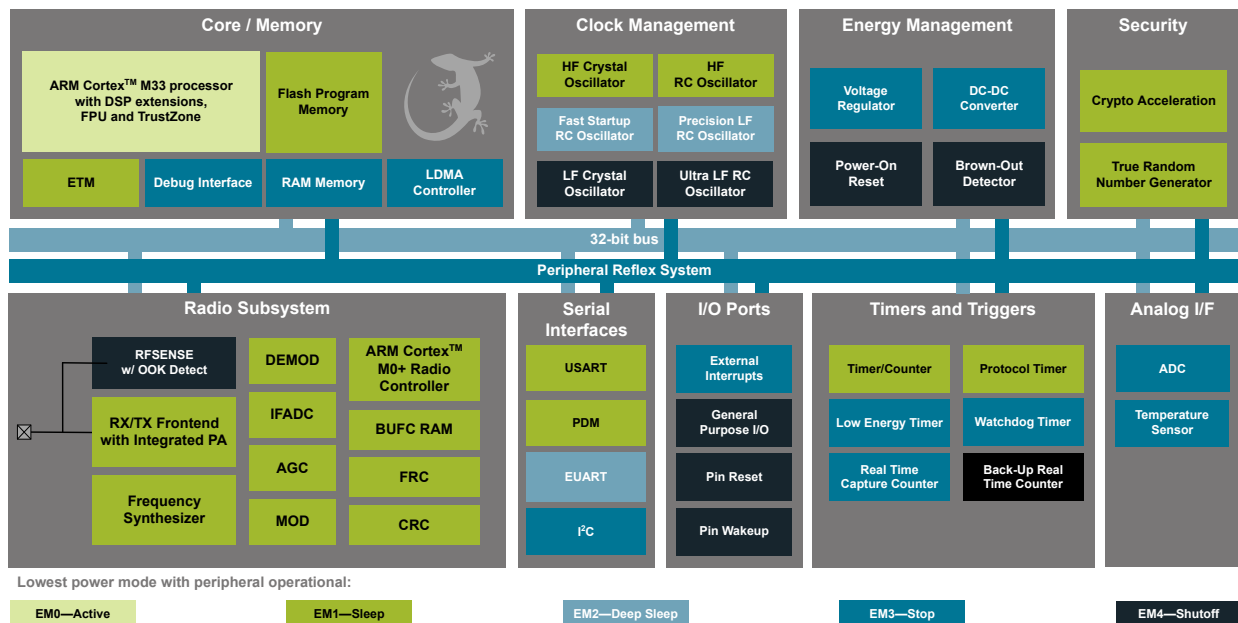 Core / Memory
ARM Cortex™ M33 processor
with DSP extensions,
FPU and TrustZone
Flash Program
Memory
ETM
Debug Interface
RAM Memory
LDMA
Controller
Clock Management
HF Crystal
Oscillator
HF
RC Oscillator
Fast Startup
RC Oscillator
Precision LF
RC Oscillator
LF Crystal
Oscillator
Ultra LF RC
Oscillator
Energy Management
Voltage
Regulator
DC-DC
Converter
Power-On
Reset
Brown-Out
Detector
Security
Crypto Acceleration
True Random
Number Generator
32-bit bus
Peripheral Reflex System
Radio Subsystem
RFSENSE
w/ OOK Detect
RX/TX Frontend
with Integrated PA
Frequency
Synthesizer
DEMOD
IFADC
AGC
MOD
ARM Cortex™
M0+ Radio
Controller
BUFC RAM
FRC
CRC
Serial
Interfaces
USART
PDM
EUART
I²C
I/O Ports
External
Interrupts
General
Purpose I/O
Pin Reset
Pin Wakeup
Timers and Triggers
Timer/Counter
Protocol Timer
Low Energy Timer
Watchdog Timer
Real Time
Capture Counter
Back-Up Real
Time Counter
Analog I/F
ADC
Temperature
Sensor
Lowest power mode with peripheral operational:
EM0—Active
EM1—Sleep
EM2—Deep Sleep
EM3—Stop
EM4—Shutoff